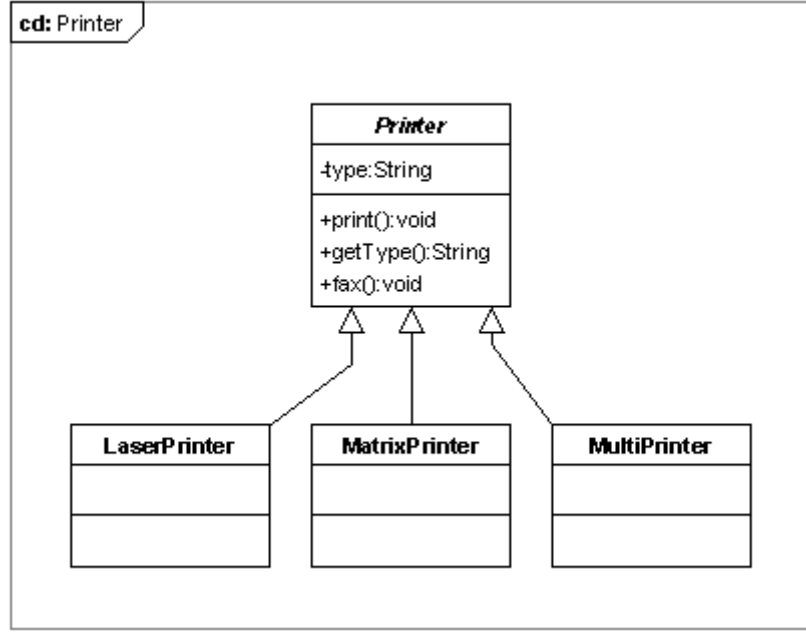 cd: Printer
Printer
-type:String
+print():void
+getType():String
+fax():void
LaserPrinter
MatrixPrinter
MultiPrinter